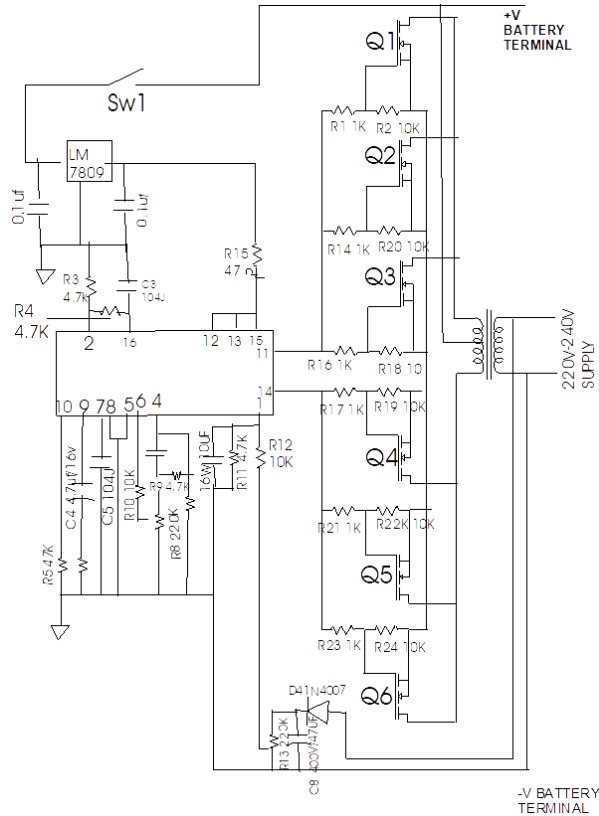 +V
BATTERY
TERMINAL
Q1
Sw1
R1 1K
R2 10K
LM
7809
Q2
0.1uf
0.1uf
R14 1K
R20 10K
R15
47
Q3
R3
4.7K
C3
104J
R4
4.7K
2
16
12
13
15
11
R16 1K
R18 10
220V-240V
SUPPLY
14
R17 1K
R19 10K
10
9
7
8
5
6
4
1
R12
10K
Q4
C4 4.7uf/16v
C5 104J
R10 10K
R9 4.7K
R8 220K
16W 10UF
R11 4.7K
R21 1K
R22K 10K
R5 47K
Q5
R23 1K
R24 10K
D41N4007
Q6
R13 220K
C8 400V/47UF
-V BATTERY
TERMINAL